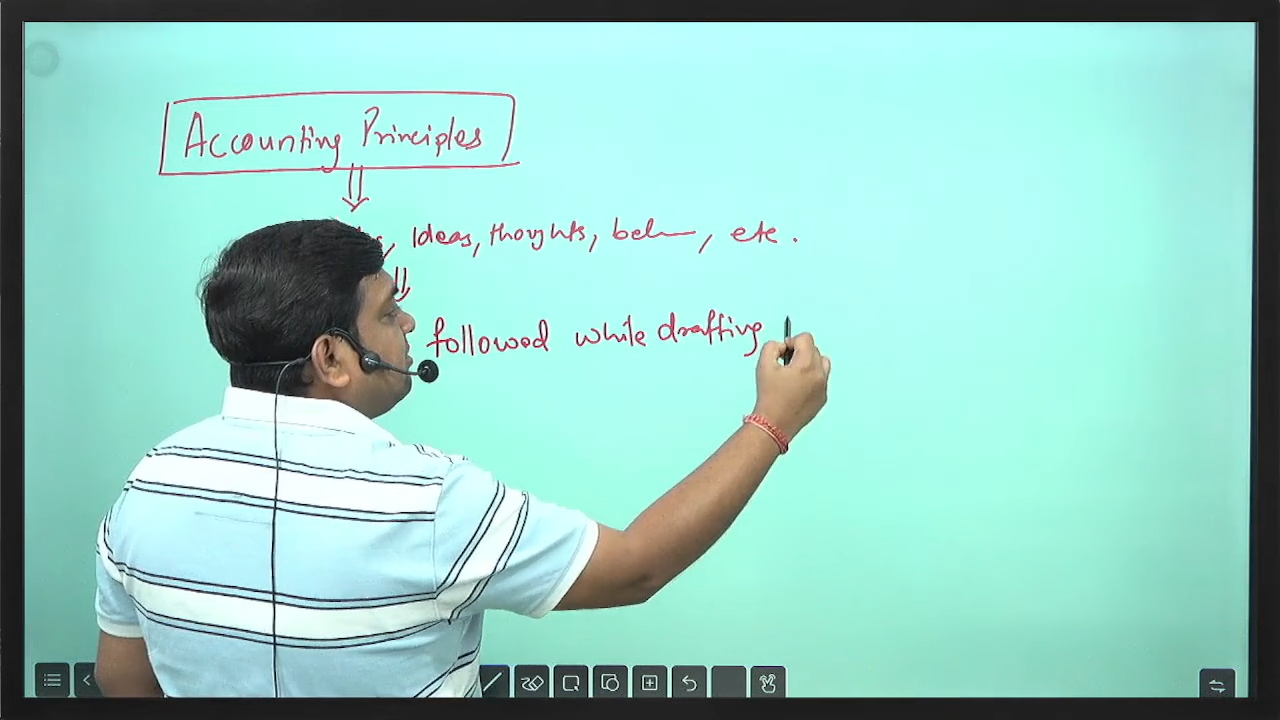 Accounting Principles
Ideas, thoughts, , etc.
followed while drafting